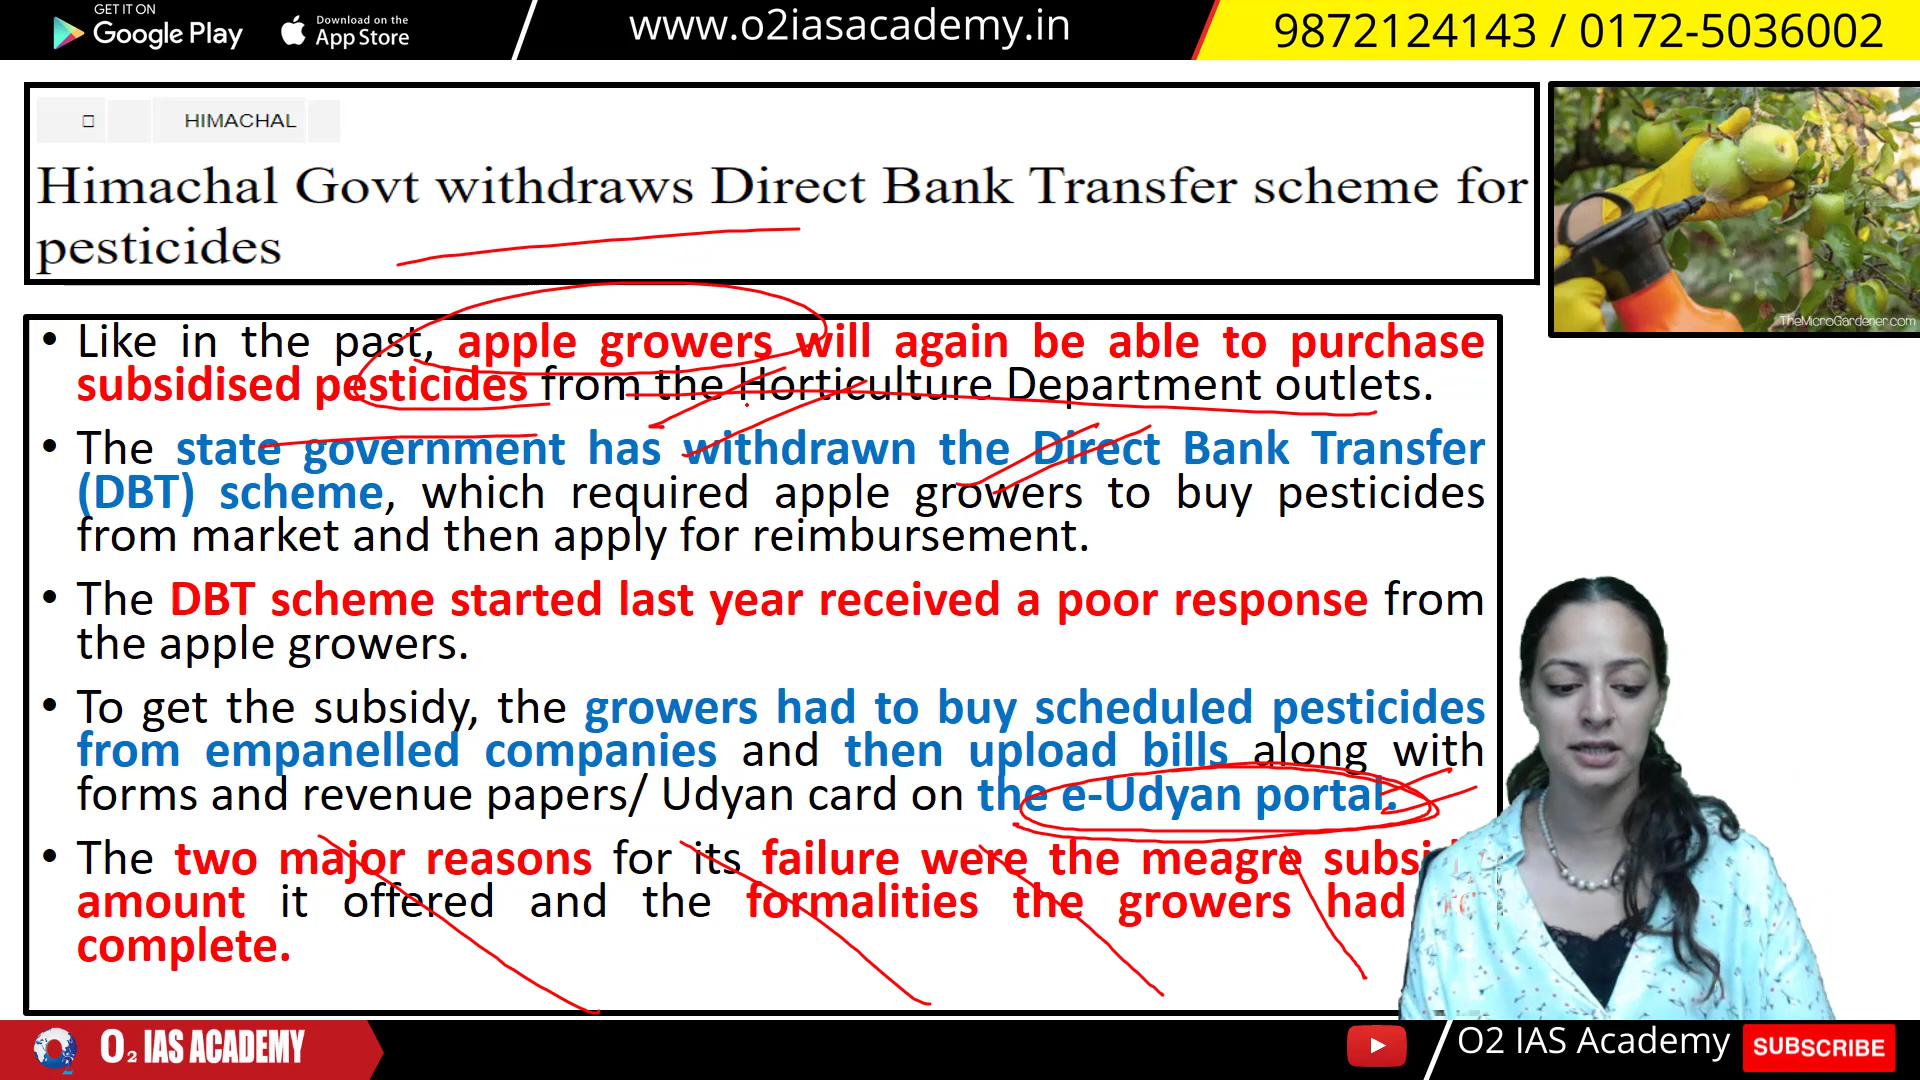 GET IT ON
Google Play
Download on the
App Store
www.o2iasacademy.in
9872124143 / 0172-5036002
HIMACHAL
Himachal Govt withdraws Direct Bank Transfer scheme for
pesticides
TheMicroGardener.com
• Like in the past, apple growers will again be able to purchase
subsidised pesticides from the Horticulture Department outlets.
• The state government has withdrawn the Direct Bank Transfer
(DBT) scheme, which required apple growers to buy pesticides
from market and then apply for reimbursement.
• The DBT scheme started last year received a poor response from
the apple growers.
• To get the subsidy, the growers had to buy scheduled pesticides
from empanelled companies and then upload bills along with
forms and revenue papers/ Udyan card on the e-Udyan portal.
• The two major reasons for its failure were the meagre
amount it offered and the formalities the growers had
complete.
O2 IAS ACADEMY
O2 IAS Academy
SUBSCRIBE